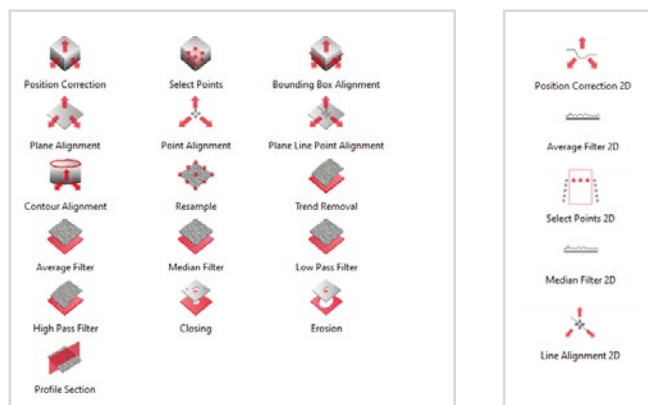 Position Correction
Select Points
Bounding Box Alignment
Plane Alignment
Point Alignment
Plane Line Point Alignment
Contour Alignment
Resample
Trend Removal
Average Filter
Median Filter
Low Pass Filter
High Pass Filter
Closing
Erosion
Profile Section
Position Correction 2D
Average Filter 2D
Select Points 2D
Median Filter 2D
Line Alignment 2D